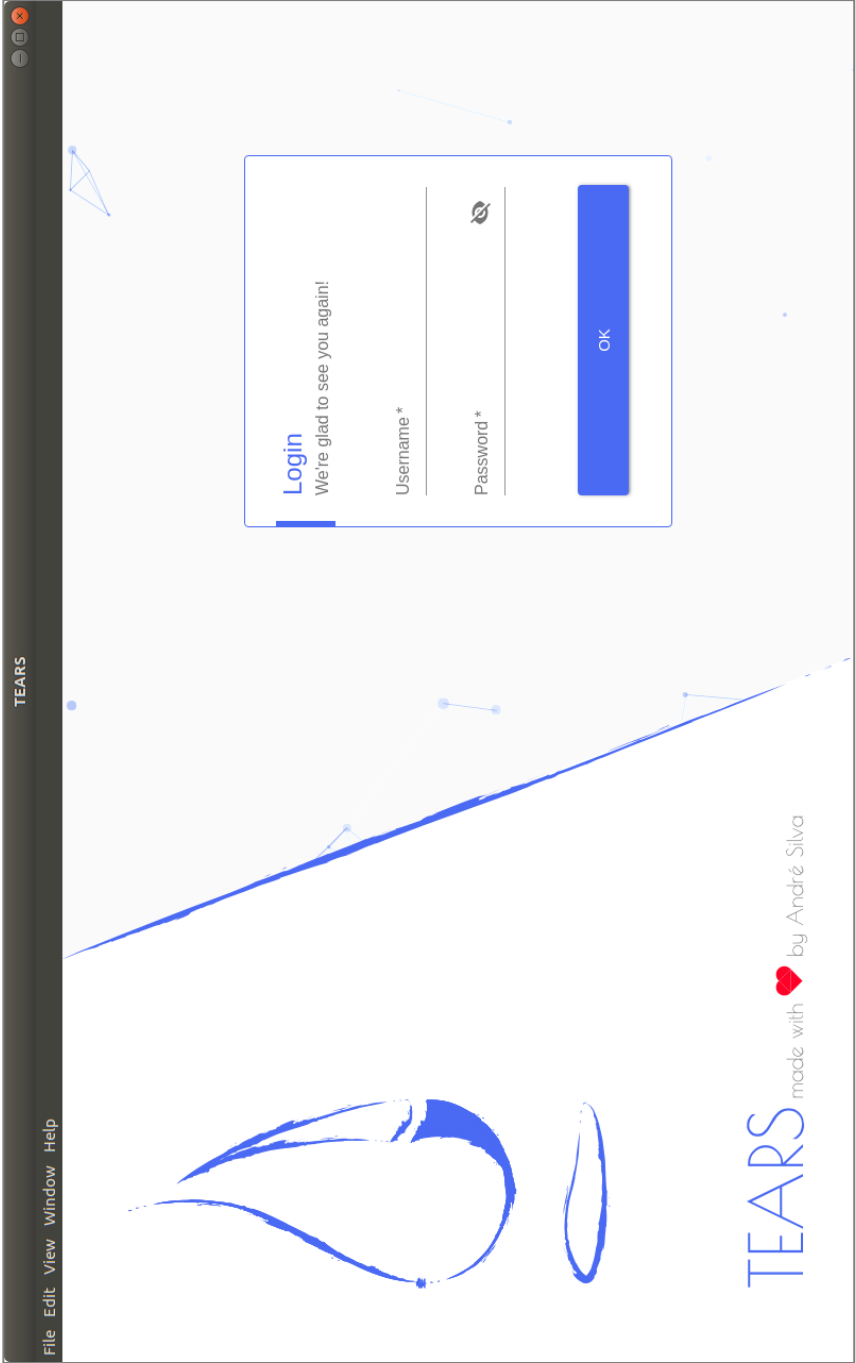 TEARS
File Edit View Window Help
Login
We're glad to see you again!
Username *
Password *
OK
TEARS made with by André Silva